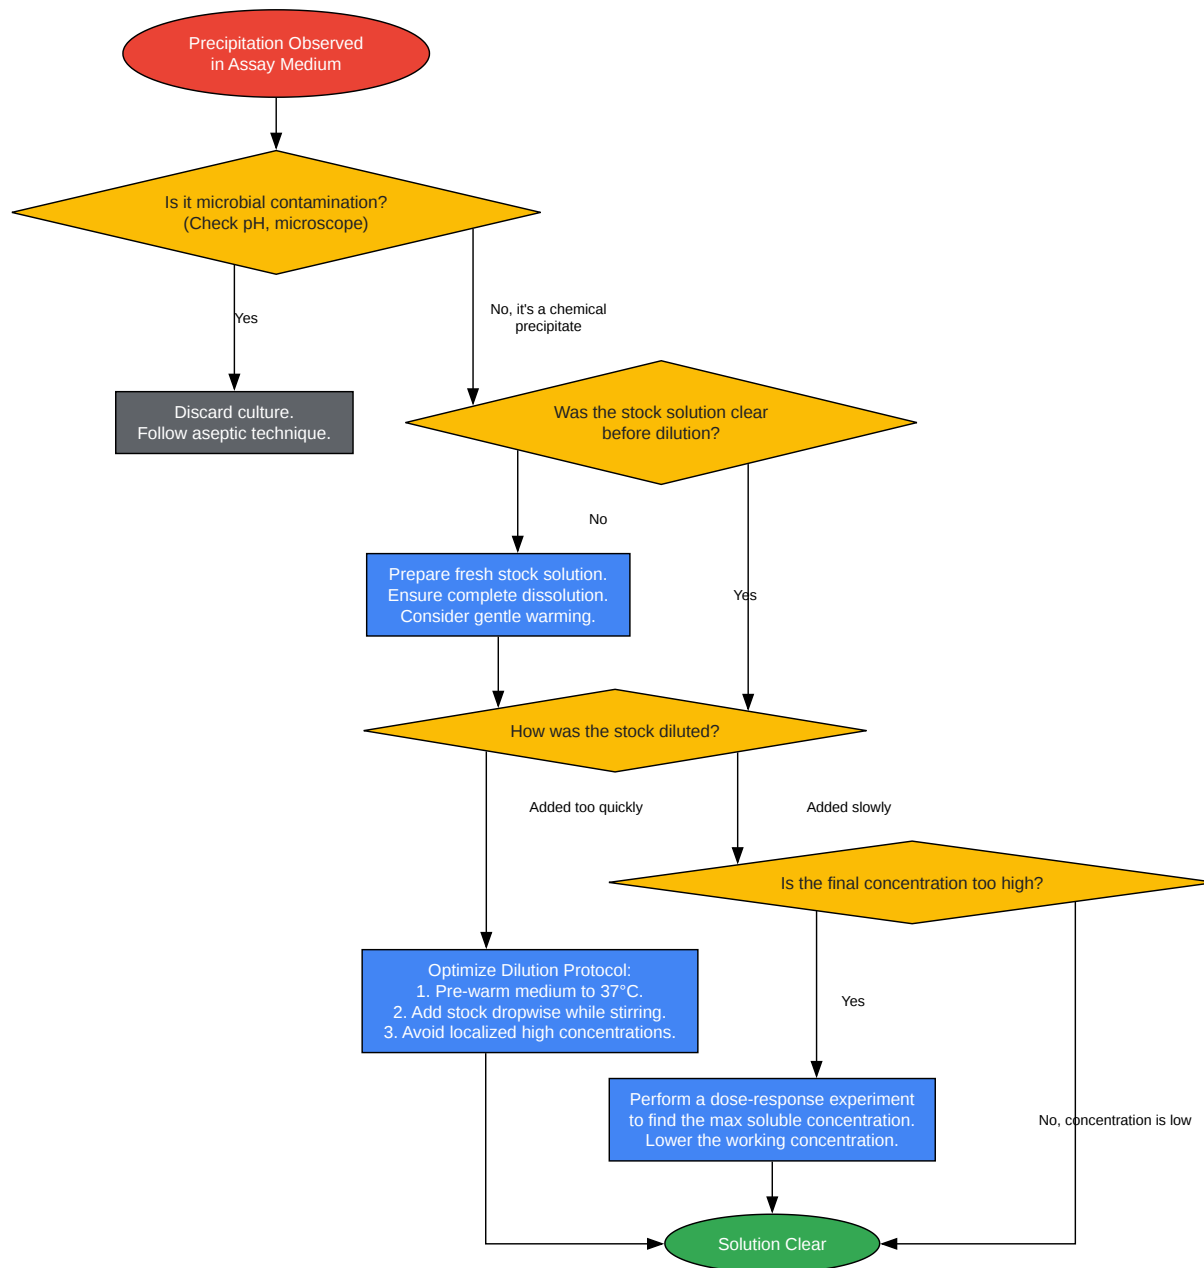 Precipitation Observed
in Assay Medium
Is it microbial contamination?
(Check pH, microscope)
Yes
No, it's a chemical
precipitate
Discard culture.
Follow aseptic technique.
Was the stock solution clear
before dilution?
No
Prepare fresh stock solution.
Ensure complete dissolution.
Consider gentle warming.
Yes
How was the stock diluted?
Added too quickly
Added slowly
Is the final concentration too high?
Optimize Dilution Protocol:
1. Pre-warm medium to 37°C.
2. Add stock dropwise while stirring.
3. Avoid localized high concentrations.
Yes
Perform a dose-response experiment
to find the max soluble concentration.
Lower the working concentration.
No, concentration is low
Solution Clear